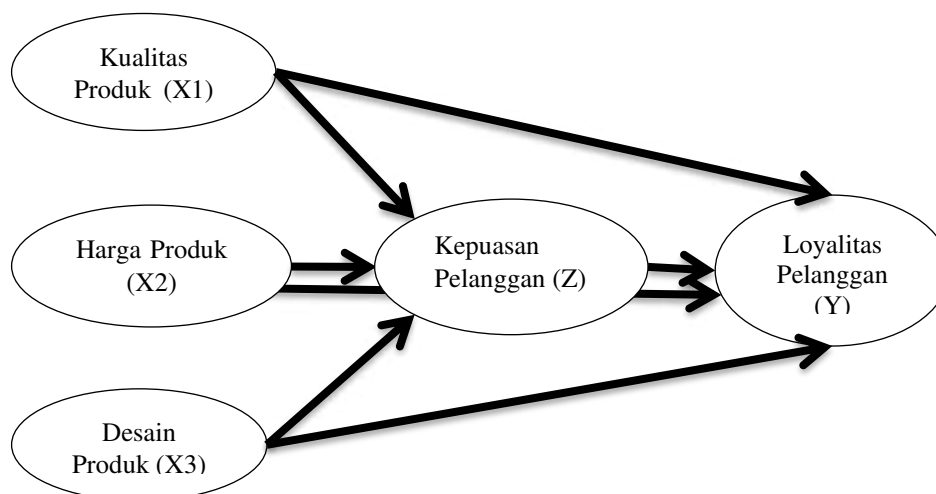 Kualitas
Produk (X1)
Harga Produk
(X2)
Kepuasan
Pelanggan (Z)
Loyalitas
Pelanggan
(Y)
Desain
Produk (X3)